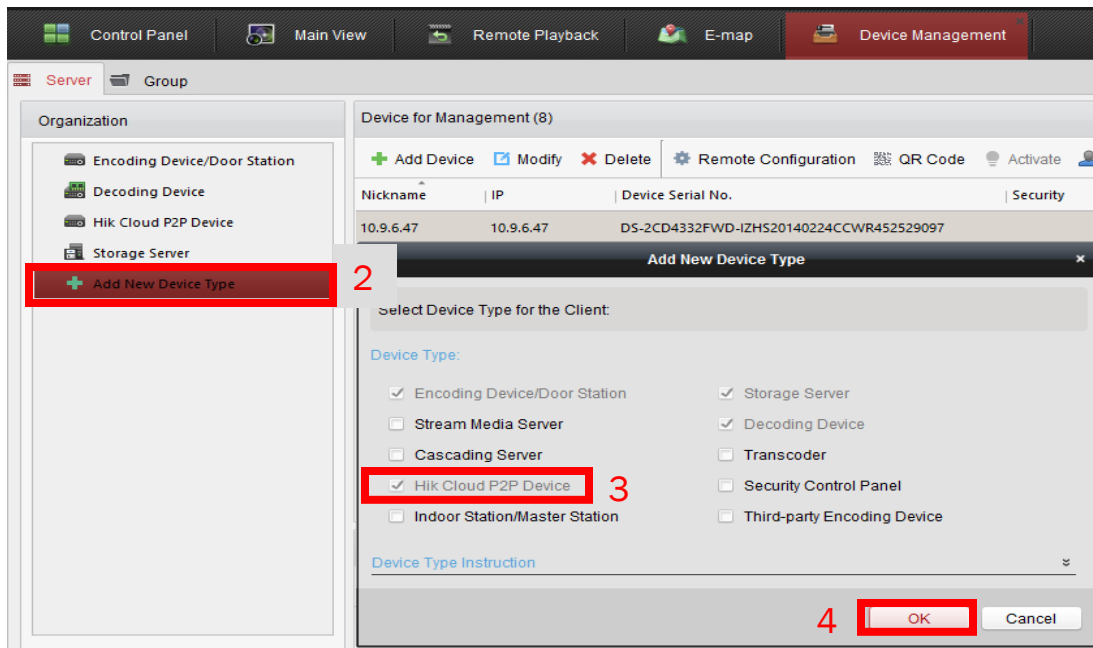 Control Panel Main View Remote Playback E-map Device Management
Server Group
Organization
Encoding Device/Door Station
Decoding Device
Hik Cloud P2P Device
Storage Server
Add New Device Type
2
Device for Management (8)
Add Device Modify Delete Remote Configuration QR Code Activate
Nickname IP Device Serial No. Security
10.9.6.47 10.9.6.47 DS-2CD4332FWD-IZHS20140224CCWR452529097
Add New Device Type
Select Device Type for the Client:
Device Type:
Encoding Device/Door Station Storage Server
Stream Media Server Decoding Device
Cascading Server Transcoder
Hik Cloud P2P Device 3 Security Control Panel
Indoor Station/Master Station Third-party Encoding Device
Device Type Instruction
4 OK Cancel